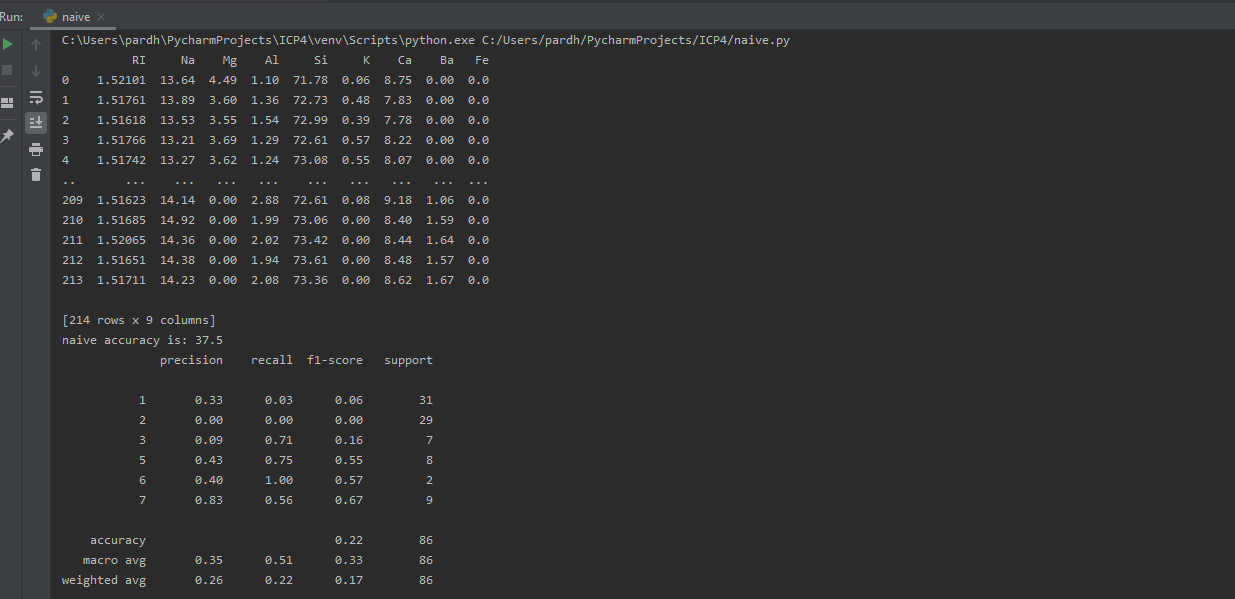 Run: naive
C:\Users\pardh\PycharmProjects\ICP4\venv\Scripts\python.exe C:/Users/pardh/PycharmProjects/ICP4/naive.py
RI Na Mg Al Si K Ca Ba Fe
0 1.52101 13.64 4.49 1.10 71.78 0.06 8.75 0.00 0.0
1 1.51761 13.89 3.60 1.36 72.73 0.48 7.83 0.00 0.0
2 1.51618 13.53 3.55 1.54 72.99 0.39 7.78 0.00 0.0
3 1.51766 13.21 3.69 1.29 72.61 0.57 8.22 0.00 0.0
4 1.51742 13.27 3.62 1.24 73.08 0.55 8.07 0.00 0.0
.. ... ... ... ... ... ... ... ... ...
209 1.51623 14.14 0.00 2.88 72.61 0.08 9.18 1.06 0.0
210 1.51685 14.92 0.00 1.99 73.06 0.00 8.40 1.59 0.0
211 1.52065 14.36 0.00 2.02 73.42 0.00 8.44 1.64 0.0
212 1.51651 14.38 0.00 1.94 73.61 0.00 8.48 1.57 0.0
213 1.51711 14.23 0.00 2.08 73.36 0.00 8.62 1.67 0.0
[214 rows x 9 columns]
naive accuracy is: 37.5
precision recall f1-score support
1 0.33 0.03 0.06 31
2 0.00 0.00 0.00 29
3 0.09 0.71 0.16 7
5 0.43 0.75 0.55 8
6 0.40 1.00 0.57 2
7 0.83 0.56 0.67 9
accuracy 0.22 86
macro avg 0.35 0.51 0.33 86
weighted avg 0.26 0.22 0.17 86